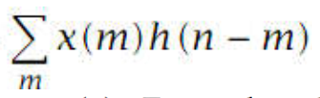 ∑ x(m)h(n − m)
m